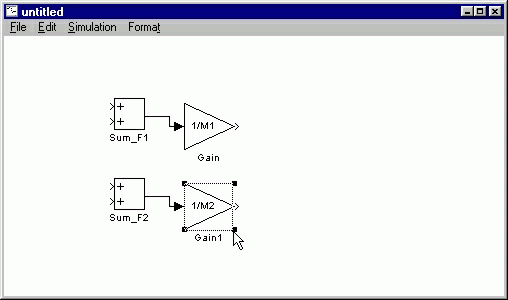 untitled
File Edit Simulation Format
+
+
1/M1
Sum_F1
Gain
+
+
1/M2
Sum_F2
Gain1